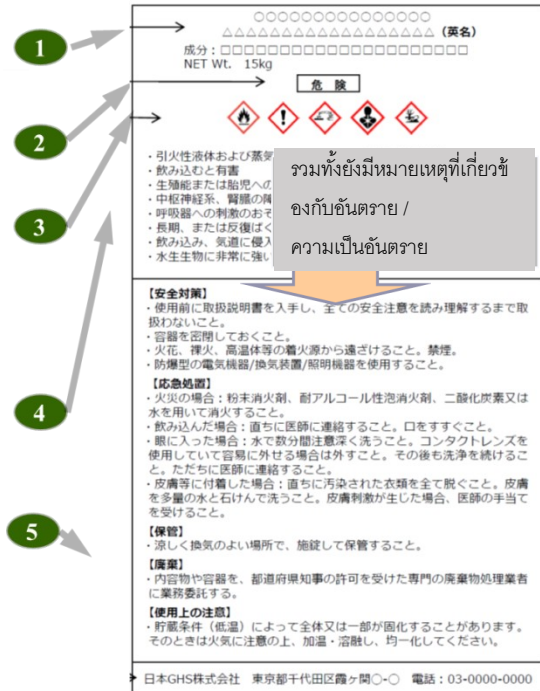 ○○○○○○○○○○○○○○○
△△△△△△△△△△△△△△△△△ (英名)
成分：□□□□□□□□□□□□□□□□□□□□□
NET Wt. 15kg
危 険
・引火性液体および蒸気
・飲み込むと有害
・生殖能または胎児への
・中枢神経系、腎臓の障
・呼吸器への刺激のおそ
・長期、または反復ばく
・飲み込み、気道に侵入
・水生生物に非常に強い
รวมทั้งยังมีหมายเหตุที่เกี่ยวข้
องกับอันตราย /
ความเป็นอันตราย
【安全対策】
・使用前に取扱説明書を入手し、全ての安全注意を読み理解するまで取
扱わないこと。
・容器を密閉しておくこと。
・火花、裸火、高温体等の着火源から遠ざけること。禁煙。
・防爆型の電気機器/換気装置/照明機器を使用すること。
【応急処置】
・火災の場合：粉末消火剤、耐アルコール性泡消火剤、二酸化炭素又は
水を用いて消火すること。
・飲み込んだ場合：直ちに医師に連絡すること。口をすすぐこと。
・眼に入った場合：水で数分間注意深く洗うこと。コンタクトレンズを
使用していて容易に外せる場合は外すこと。その後も洗浄を続けるこ
と、ただちに医師に連絡すること。
・皮膚等に付着した場合：直ちに汚染された衣類を全て脱ぐこと。皮膚
を多量の水と石けんで洗うこと。皮膚刺激が生じた場合、医師の手当て
を受けること。
【保管】
・涼しく換気のよい場所で、施錠して保管すること。
【廃棄】
・内容物や容器を、都道府県知事の許可を受けた専門の廃棄物処理業者
に業務委託する。
【使用上の注意】
・貯蔵条件（低温）によって全体又は一部が固化することがあります。
そのときは火気に注意の上、加温・溶融し、均一化してください。
日本GHS株式会社 東京都千代田区霞ヶ関○-○ 電話：03-0000-0000
1
2
3
4
5